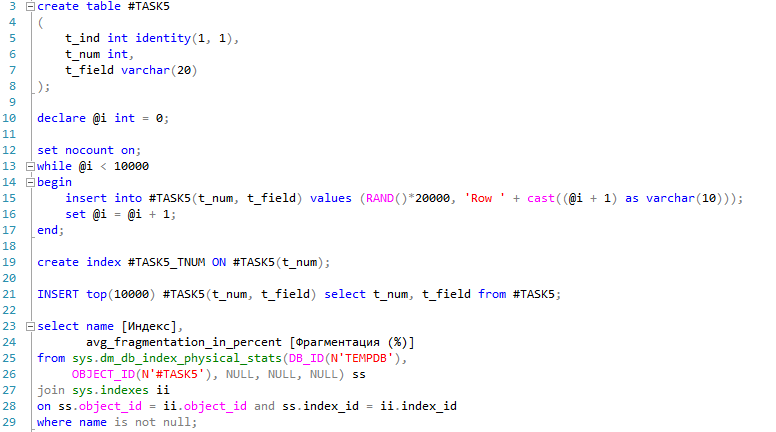 3 create table #TASK5
4 (
5     t_ind int identity(1, 1),
6     t_num int,
7     t_field varchar(20)
8 );
9
10 declare @i int = 0;
11
12 set nocount on;
13 while @i < 10000
14 begin
15     insert into #TASK5(t_num, t_field) values (RAND()*20000, 'Row ' + cast((@i + 1) as varchar(10)));
16     set @i = @i + 1;
17 end;
18
19 create index #TASK5_TNUM ON #TASK5(t_num);
20
21 INSERT top(10000) #TASK5(t_num, t_field) select t_num, t_field from #TASK5;
22
23 select name [Индекс],
24        avg_fragmentation_in_percent [Фрагментация (%)]
25 from sys.dm_db_index_physical_stats(DB_ID(N'TEMPDB'),
26      OBJECT_ID(N'#TASK5'), NULL, NULL, NULL) ss
27 join sys.indexes ii
28 on ss.object_id = ii.object_id and ss.index_id = ii.index_id
29 where name is not null;